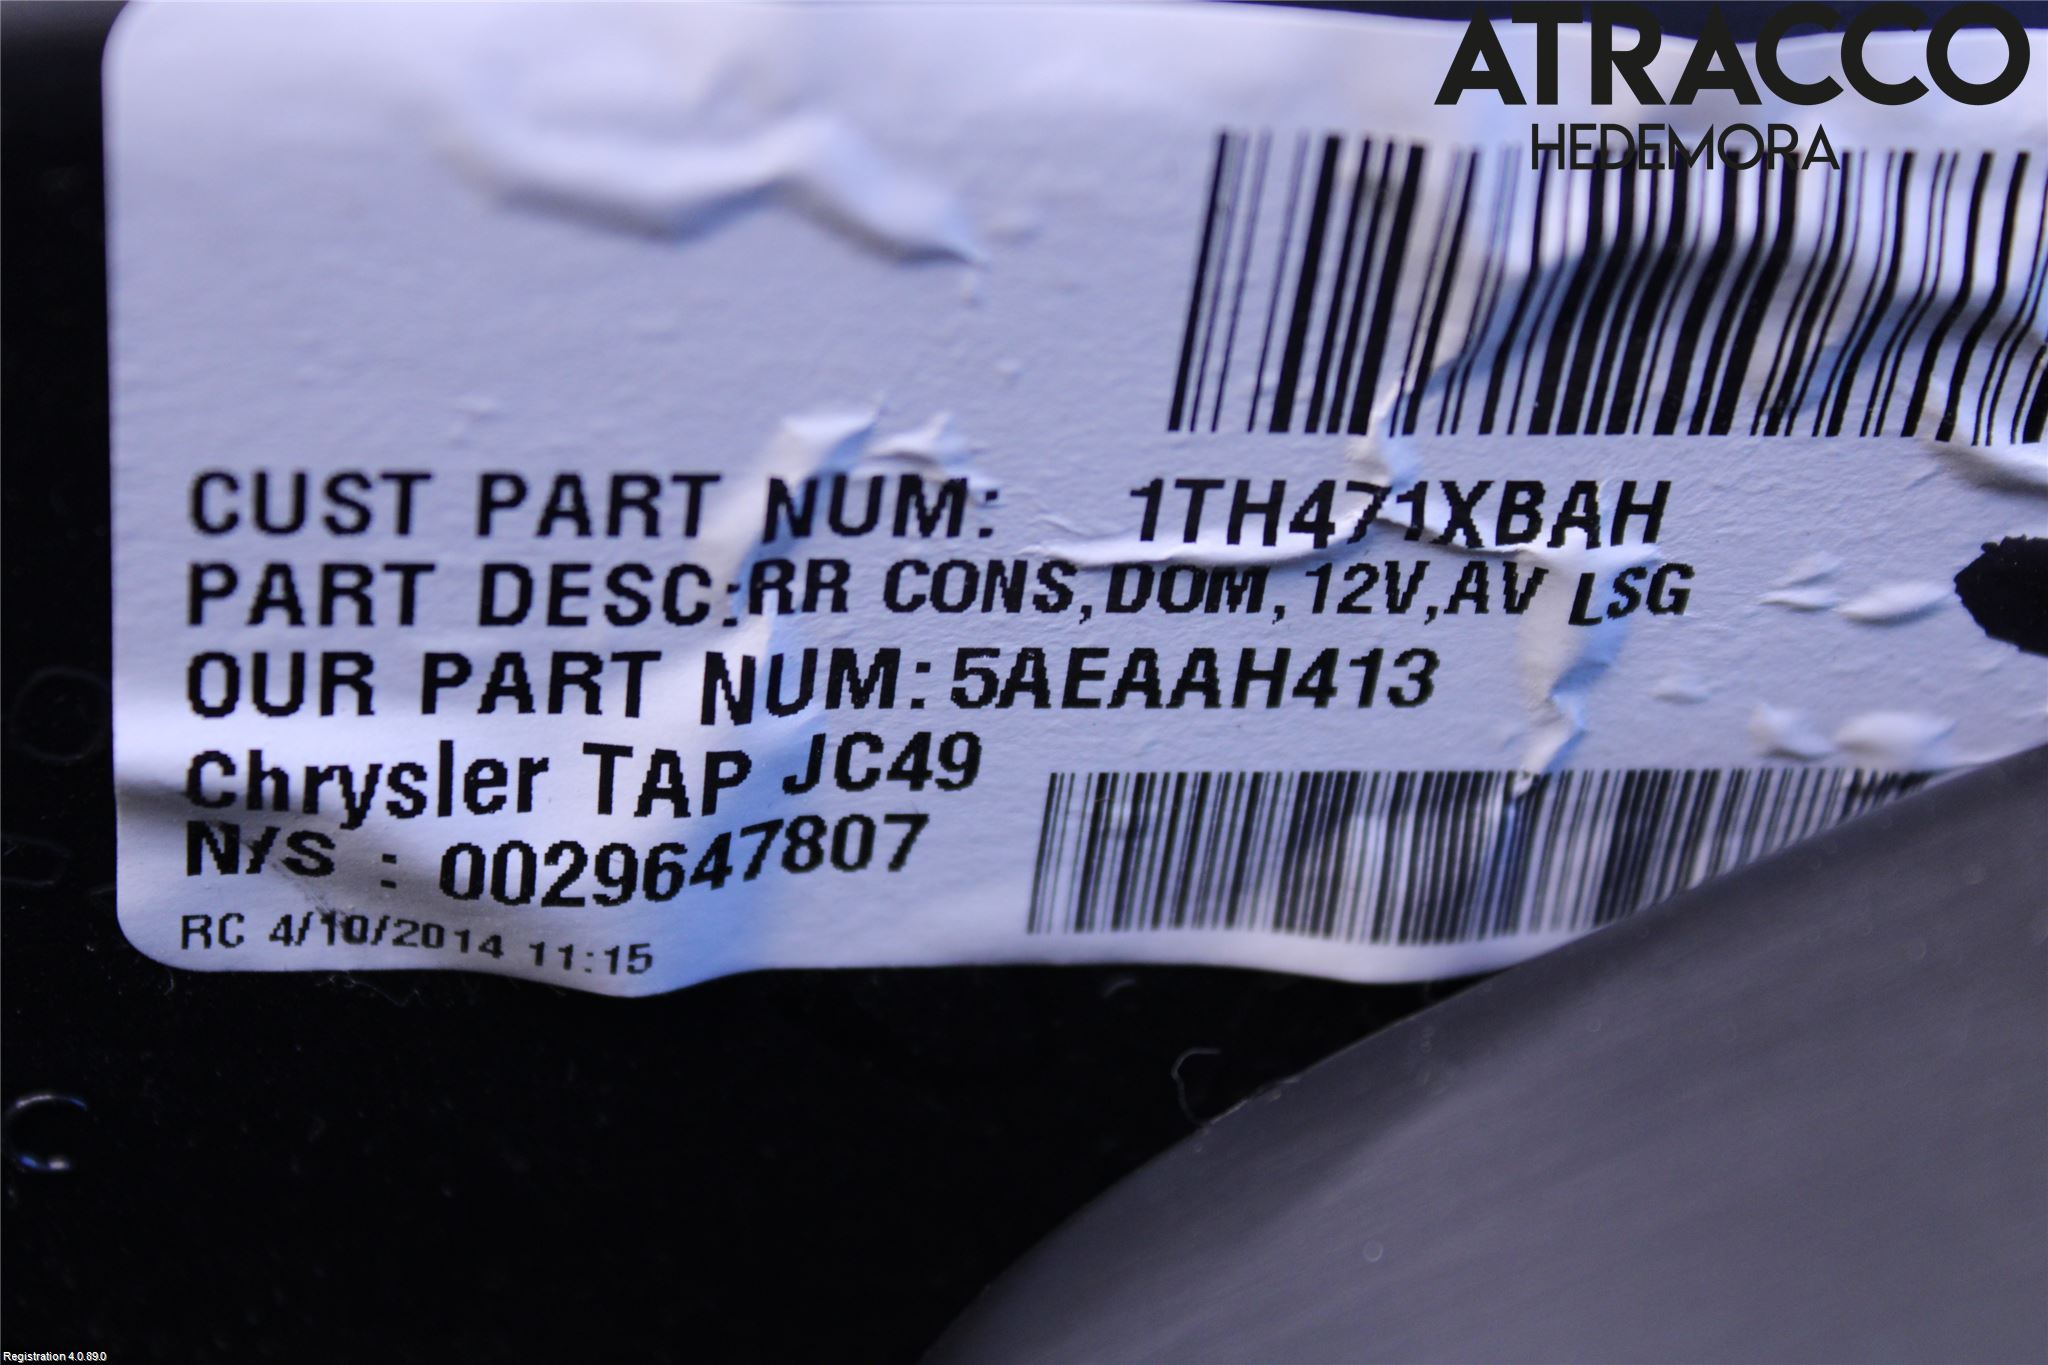 ATRACCO
HEDEMORA
CUST PART NUM: 1TH471XBAH
PART DESC:RR CONS,DOM,12V,AV LSG
OUR PART NUM:5AEAAH413
Chrysler TAP JC49
N/S : 0029647807
RC 4/10/2014 11:15
Registration 4.0.89.0